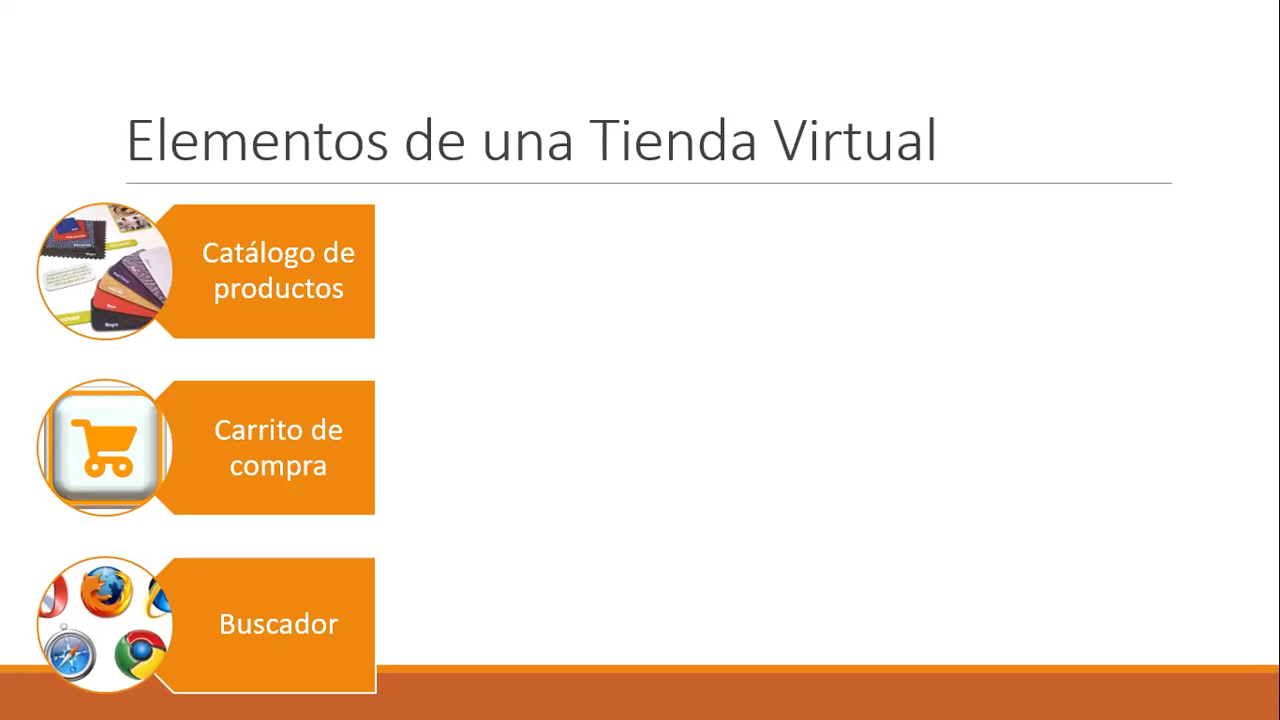 Elementos de una Tienda Virtual
Catálogo de
productos
Carrito de
compra
Buscador